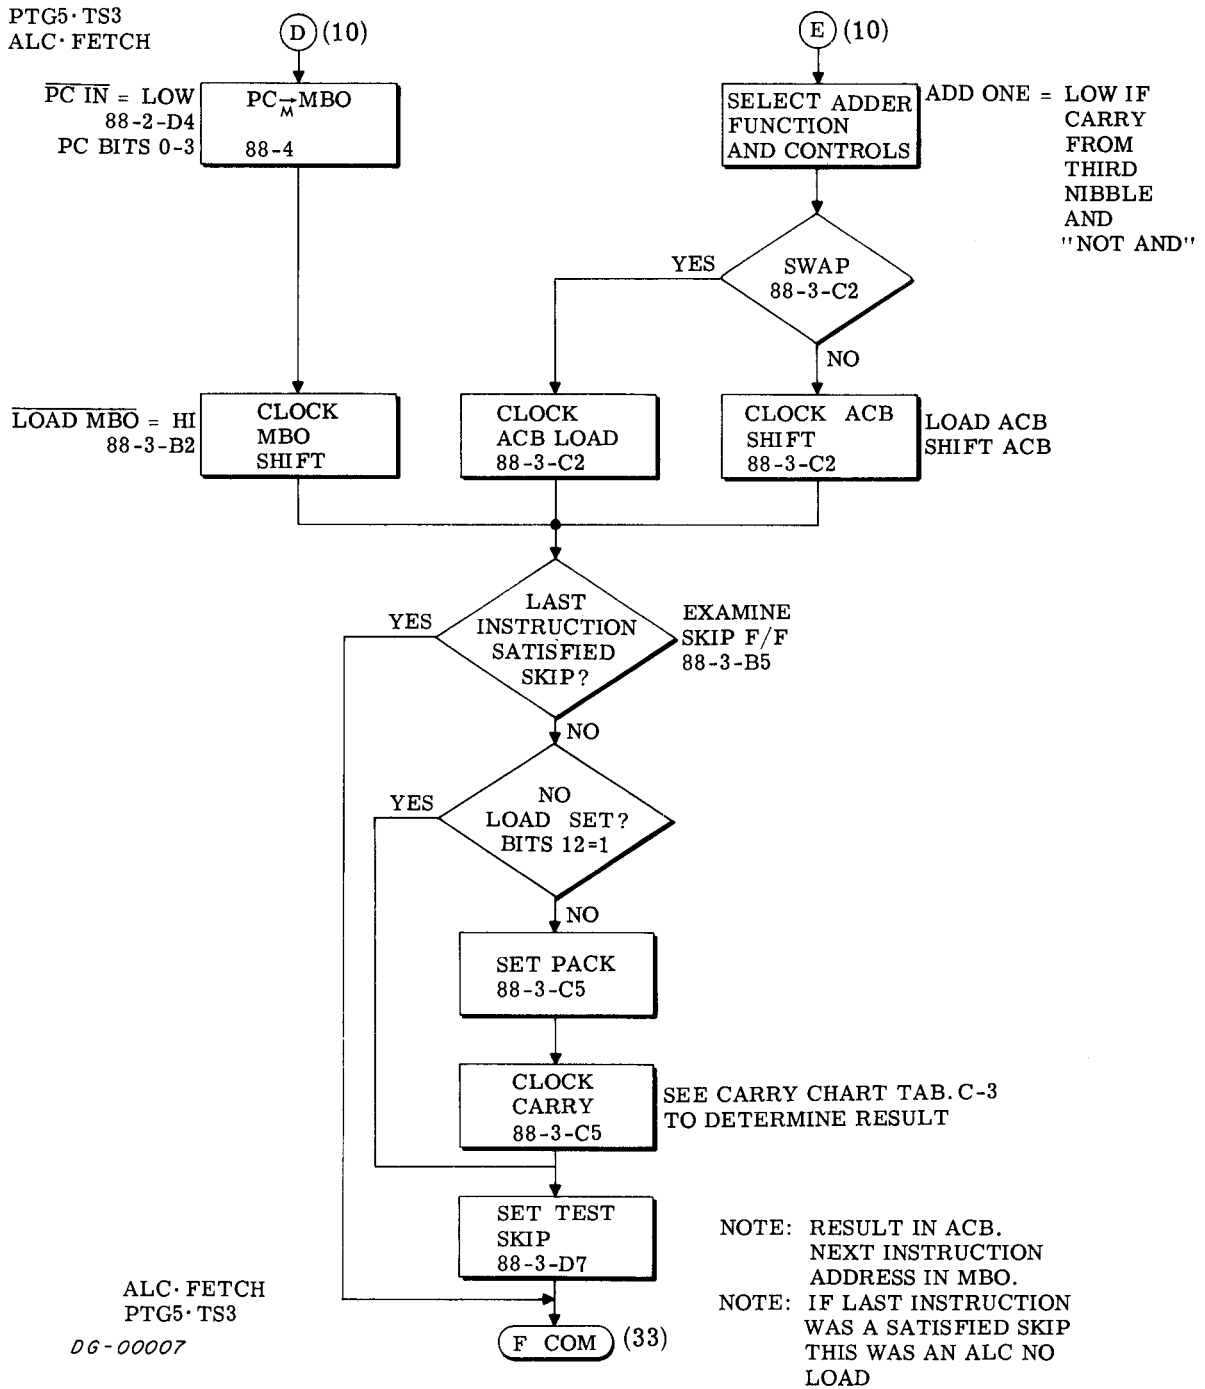 PTG5·TS3
ALC·FETCH
D (10)
E (10)
PC IN = LOW
88-2-D4
PC BITS 0-3
PC→MBO
M
88-4
SELECT ADDER
FUNCTION
AND CONTROLS
ADD ONE = LOW IF
CARRY
FROM
THIRD
NIBBLE
AND
"NOT AND"
SWAP
88-3-C2
YES
NO
LOAD MBO = HI
88-3-B2
CLOCK
MBO
SHIFT
CLOCK
ACB LOAD
88-3-C2
CLOCK ACB
SHIFT
88-3-C2
LOAD ACB
SHIFT ACB
LAST
INSTRUCTION
SATISFIED
SKIP?
YES
EXAMINE
SKIP F/F
88-3-B5
NO
NO
LOAD SET?
BITS 12=1
YES
NO
SET PACK
88-3-C5
CLOCK
CARRY
88-3-C5
SEE CARRY CHART TAB. C-3
TO DETERMINE RESULT
SET TEST
SKIP
88-3-D7
NOTE: RESULT IN ACB.
NEXT INSTRUCTION
ADDRESS IN MBO.
NOTE: IF LAST INSTRUCTION
WAS A SATISFIED SKIP
THIS WAS AN ALC NO
LOAD
ALC·FETCH
PTG5·TS3
DG-00007
F COM (33)